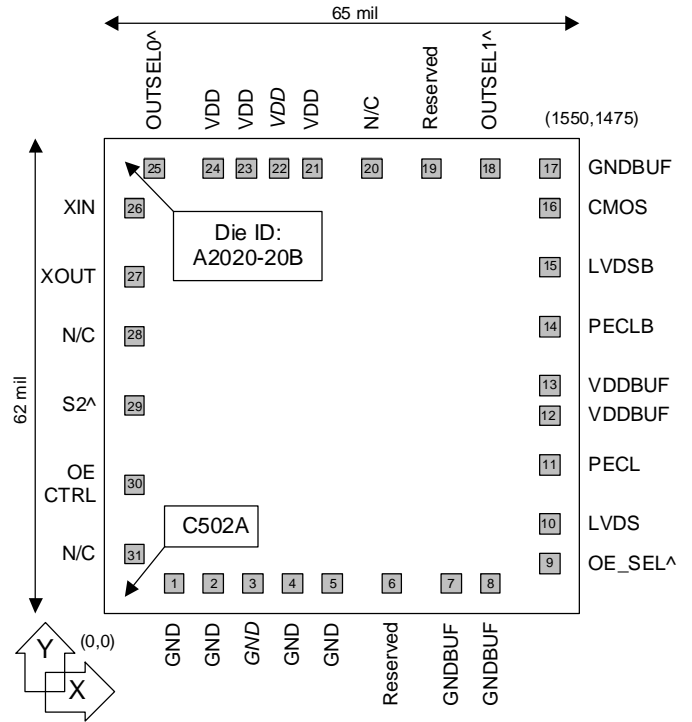 65 mil
OUTSEL0^
VDD
VDD
VDD
VDD
N/C
Reserved
OUTSEL1^
(1550,1475)
25
24
23
22
21
20
19
18
17
GNDBUF
XIN
26
16
CMOS
Die ID:
A2020-20B
XOUT
27
15
LVDSB
N/C
28
14
PECLB
62 mil
S2^
29
13
VDDBUF
12
VDDBUF
OE
CTRL
30
11
PECL
C502A
10
LVDS
N/C
31
9
OE_SEL^
1
2
3
4
5
6
7
8
(0,0)
Y
X
GND
GND
GND
GND
GND
Reserved
GNDBUF
GNDBUF